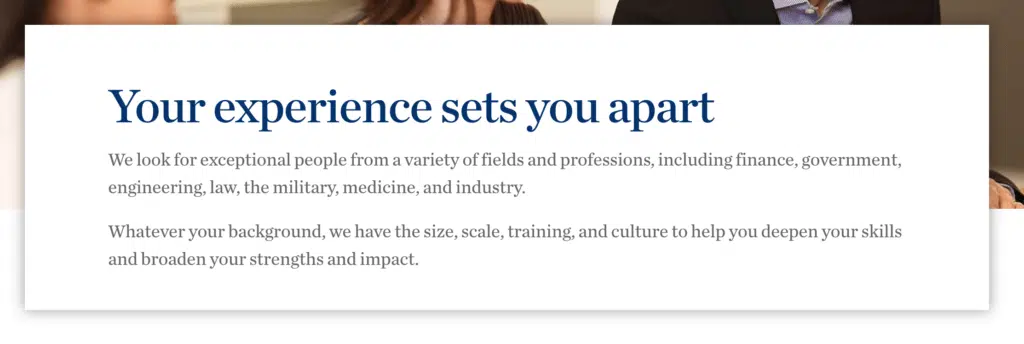 Your experience sets you apart
We look for exceptional people from a variety of fields and professions, including finance, government,
engineering, law, the military, medicine, and industry.
Whatever your background, we have the size, scale, training, and culture to help you deepen your skills
and broaden your strengths and impact.